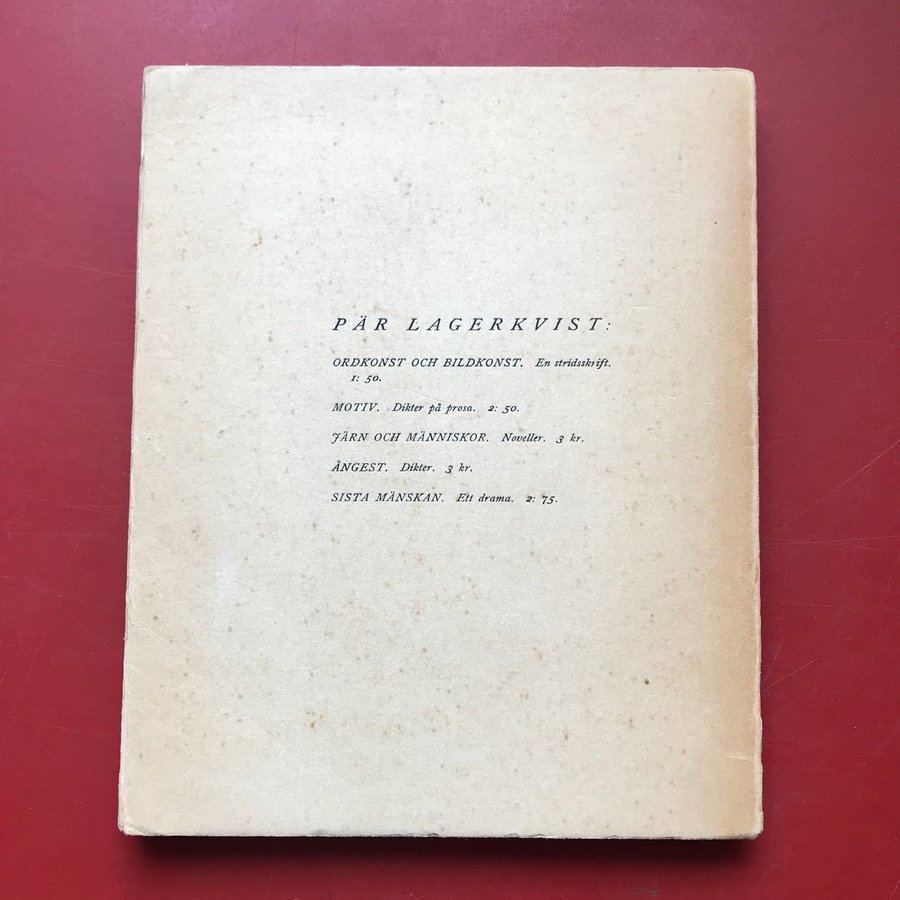 PÄR LAGERKVIST:
ORDKONST OCH BILDKONST. En stridsskrift.
1: 50.
MOTIV. Dikter på prosa. 2: 50.
JÄRN OCH MÄNNISKOR. Noveller. 3 kr.
ÅNGEST. Dikter. 3 kr.
SISTA MÄNSKAN. Ett drama. 2: 75.